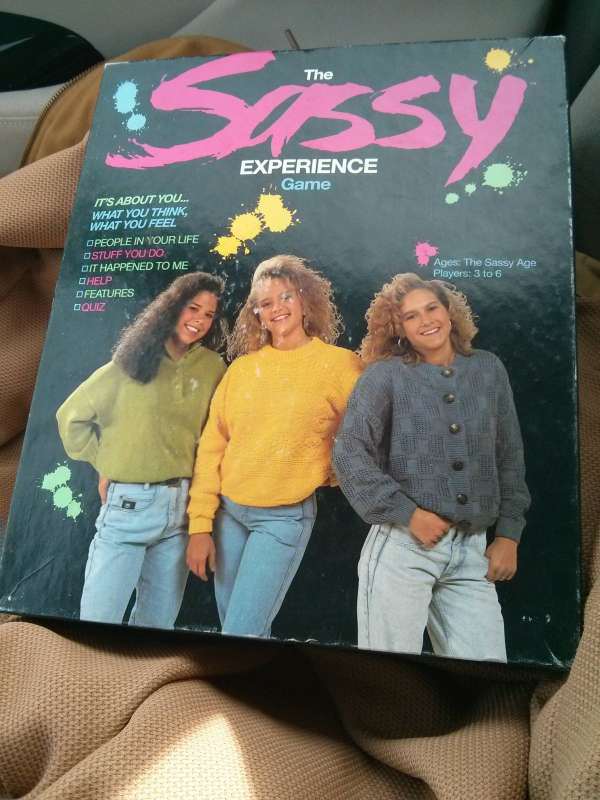 The
Sassy
EXPERIENCE
Game
IT'S ABOUT YOU...
WHAT YOU THINK,
WHAT YOU FEEL
PEOPLE IN YOUR LIFE
STUFF YOU DO
IT HAPPENED TO ME
HELP
FEATURES
QUIZ
Ages: The Sassy Age
Players: 3 to 6